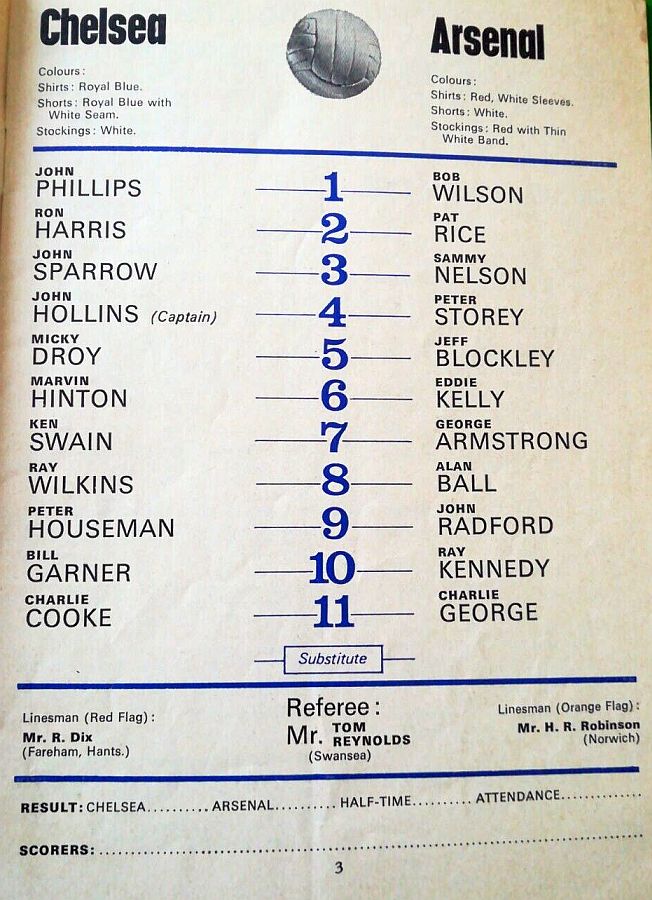 Chelsea
Colours:
Shirts: Royal Blue.
Shorts: Royal Blue with
White Seam.
Stockings: White.
Arsenal
Colours:
Shirts: Red, White Sleeves.
Shorts: White.
Stockings: Red with Thin
White Band.
JOHN
PHILLIPS 1 BOB
WILSON
RON
HARRIS 2 PAT
RICE
JOHN
SPARROW 3 SAMMY
NELSON
JOHN
HOLLINS (Captain) 4 PETER
STOREY
MICKY
DROY 5 JEFF
BLOCKLEY
MARVIN
HINTON 6 EDDIE
KELLY
KEN
SWAIN 7 GEORGE
ARMSTRONG
RAY
WILKINS 8 ALAN
BALL
PETER
HOUSEMAN 9 JOHN
RADFORD
BILL
GARNER 10 RAY
KENNEDY
CHARLIE
COOKE 11 CHARLIE
GEORGE
Substitute
Linesman (Red Flag):
Mr. R. Dix
(Fareham, Hants.)
Referee:
Mr. TOM
REYNOLDS
(Swansea)
Linesman (Orange Flag):
Mr. H. R. Robinson
(Norwich)
RESULT: CHELSEA.......... ARSENAL.......... HALF-TIME.......... ATTENDANCE..............
SCORERS: ................................................................................
3